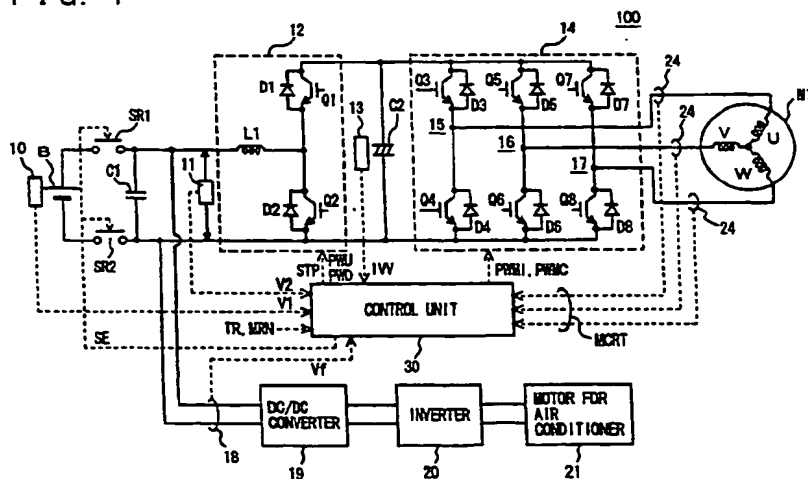 FIG. 1
100
12
14
24
M1
D1
Q1
Q3
D3
Q5
D5
Q7
D7
SR1
10
B
L1
13
C2
15
24
V
U
16
W
C1
11
17
24
D2
Q2
Q4
D4
Q6
D6
Q8
D8
SR2
STP
PWU
PWD
IVV
PWMI, PWMC
V2
V1
CONTROL UNIT
TR, MRN
MCRT
SE
Vf
30
DC/DC
CONVERTER
INVERTER
MOTOR FOR
AIR
CONDITIONER
18
19
20
21